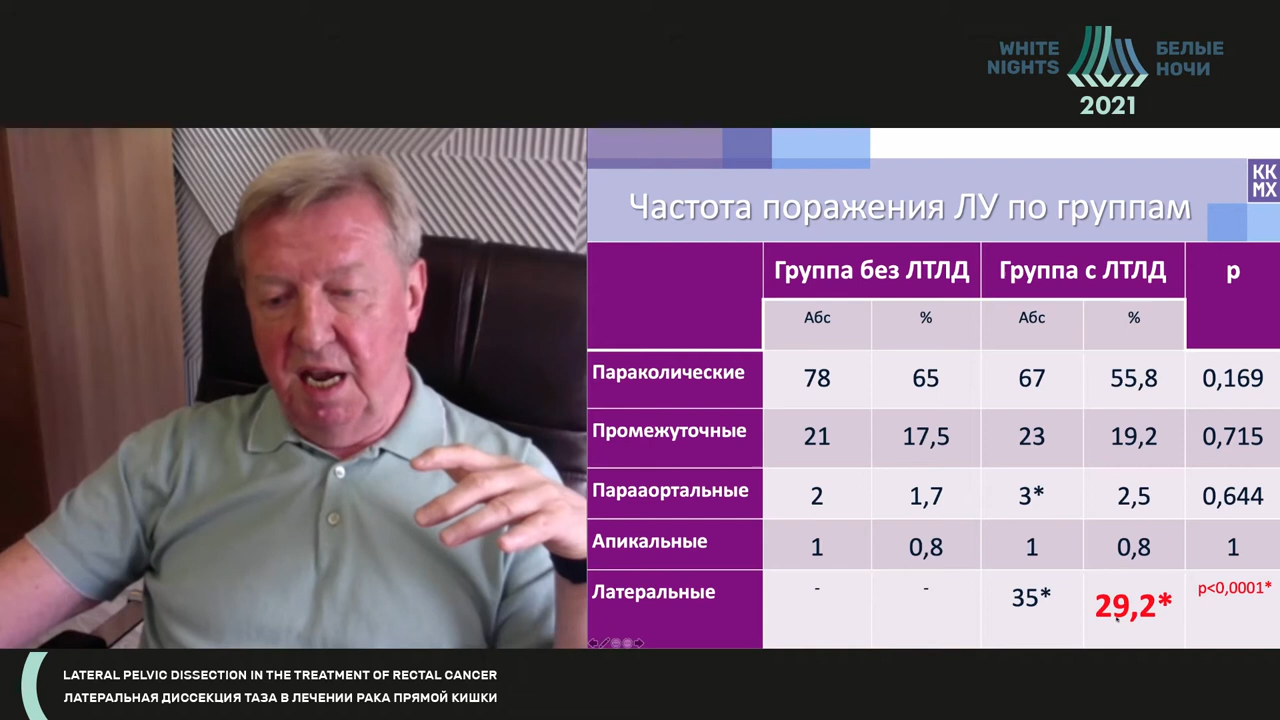 WHITE NIGHTS
БЕЛЫЕ НОЧИ
2021
КК
МХ
Частота поражения ЛУ по группам
Группа без ЛТЛД Группа с ЛТЛД p
Абс % Абс %
Параколические 78 65 67 55,8 0,169
Промежуточные 21 17,5 23 19,2 0,715
Парааортальные 2 1,7 3* 2,5 0,644
Апикальные 1 0,8 1 0,8 1
Латеральные - - 35* 29,2* p<0,0001*
LATERAL PELVIC DISSECTION IN THE TREATMENT OF RECTAL CANCER
ЛАТЕРАЛЬНАЯ ДИССЕКЦИЯ ТАЗА В ЛЕЧЕНИИ РАКА ПРЯМОЙ КИШКИ